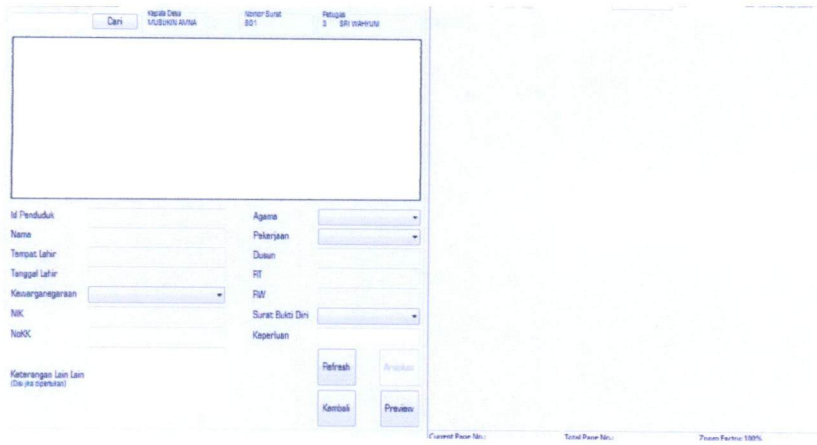 Cari
Kepala Desa
MUSLIKIN AMNA
Nomor Surat
801
Petugas
3 SRI WAHYUNI
Id Penduduk
Nama
Tempat Lahir
Tanggal Lahir
Kewarganegaraan
NIK
NoKK
Keterangan Lain Lain
(Diisi jika diperlukan)
Agama
Pekerjaan
Dusun
RT
RW
Surat Bukti Diri
Keperluan
Refresh
Kembali
Preview
Current Page No.:
Total Page No.:
Zoom Factor: 100%